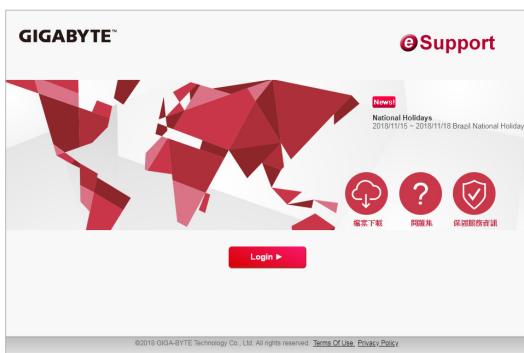 GIGABYTE™
eSupport
News!
National Holidays
2018/11/15 ~ 2018/11/18 Brazil National Holiday
檔案下載
問題集
保固服務資訊
Login ►
©2018 GIGA-BYTE Technology Co., Ltd. All rights reserved. Terms Of Use Privacy Policy